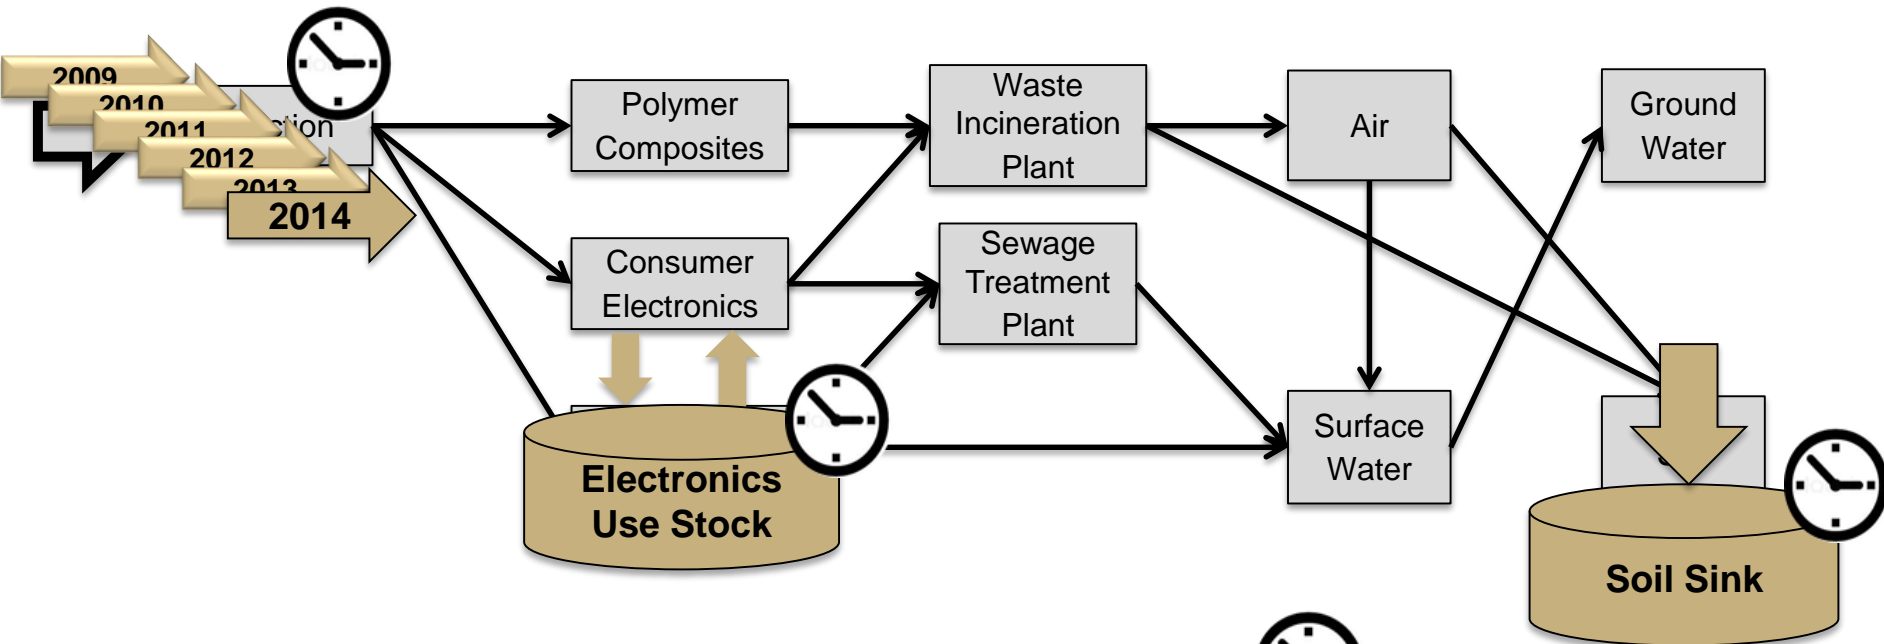 2009
2010
2011
2012
2013
2014
Polymer
Composites
Consumer
Electronics
Electronics
Use Stock
Waste
Incineration
Plant
Sewage
Treatment
Plant
Air
Surface
Water
Ground
Water
Soil Sink